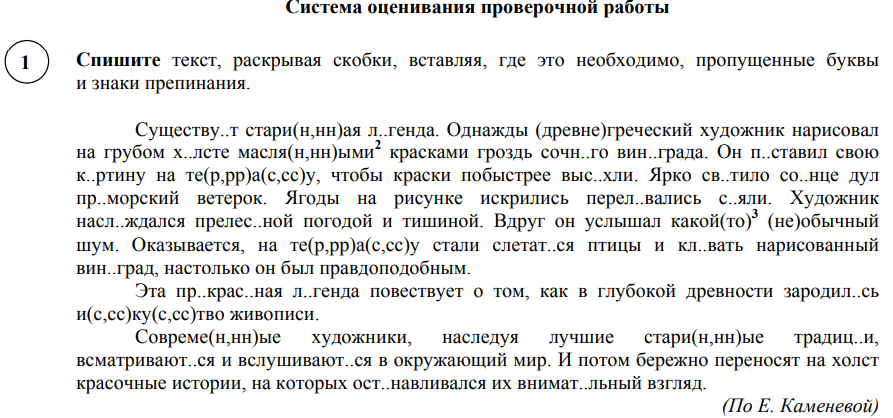 Система оценивания проверочной работы
1 Спишите текст, раскрывая скобки, вставляя, где это необходимо, пропущенные буквы
и знаки препинания.
Существу..т стари(н,нн)ая л..генда. Однажды (древне)греческий художник нарисовал
на грубом х..лсте масля(н,нн)ыми² красками гроздь сочн..го вин..града. Он п..ставил свою
к..ртину на те(р,рр)а(с,сс)у, чтобы краски побыстрее выс..хли. Ярко св..тило со..нце дул
пр..морский ветерок. Ягоды на рисунке искрились перел..вались с..яли. Художник
насл..ждался прелес..ной погодой и тишиной. Вдруг он услышал какой(то)³ (не)обычный
шум. Оказывается, на те(р,рр)а(с,сс)у стали слетат..ся птицы и кл..вать нарисованный
вин..град, настолько он был правдоподобным.
Эта пр..крас..ная л..генда повествует о том, как в глубокой древности зародил..сь
и(с,сс)ку(с,сс)тво живописи.
Совреме(н,нн)ые художники, наследуя лучшие стари(н,нн)ые традиц..и,
всматривают..ся и вслушивают..ся в окружающий мир. И потом бережно переносят на холст
красочные истории, на которых ост..навливался их внимат..льный взгляд.
(По Е. Каменевой)